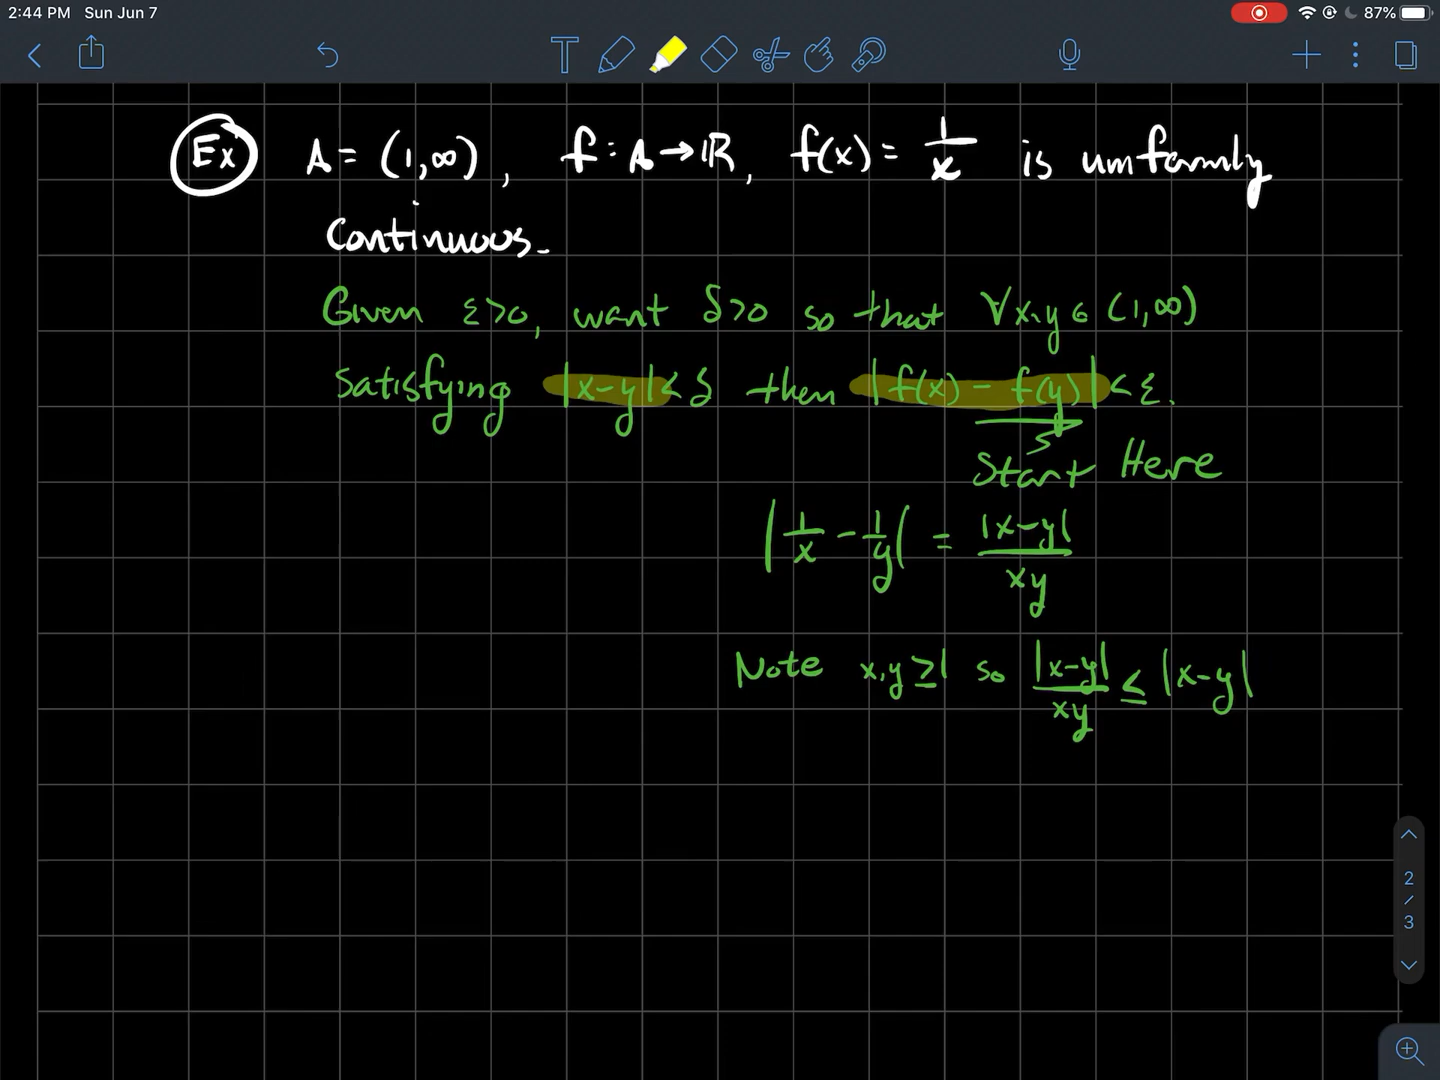 2:44 PM Sun Jun 7
87%
Ex A = (1,∞), f: A→ℝ, f(x) = 1/x is uniformly
continuous.
Given ε>0, want δ>0 so that ∀x,y∈(1,∞)
satisfying |x-y|<δ then |f(x) - f(y)|<ε.
Start Here
|1/x - 1/y| = |x-y|/xy
Note x,y ≥ 1 so |x-y|/xy ≤ |x-y|
2
/
3